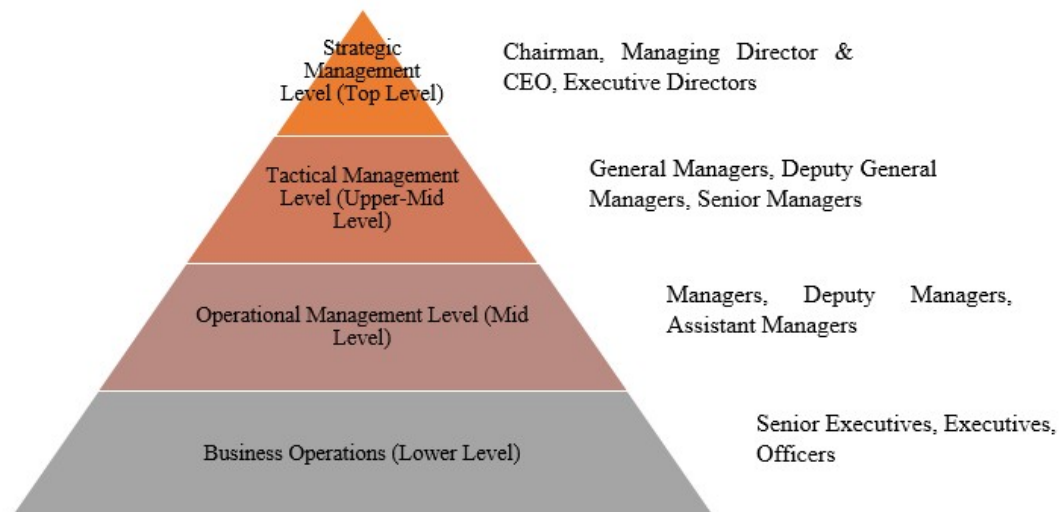 Strategic
Management
Level (Top Level)
Chairman, Managing Director &
CEO, Executive Directors
Tactical Management
Level (Upper-Mid
Level)
General Managers, Deputy General
Managers, Senior Managers
Operational Management Level (Mid
Level)
Managers, Deputy Managers,
Assistant Managers
Business Operations (Lower Level)
Senior Executives, Executives,
Officers